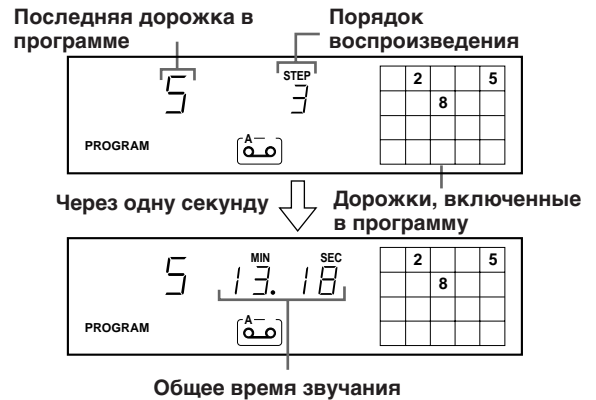 Последняя дорожка в программе
Порядок воспроизведения
STEP
5 3
2 5
8
PROGRAM
A
Через одну секунду
Дорожки, включенные в программу
MIN SEC
5 13. 18
2 5
8
PROGRAM
A
Общее время звучания